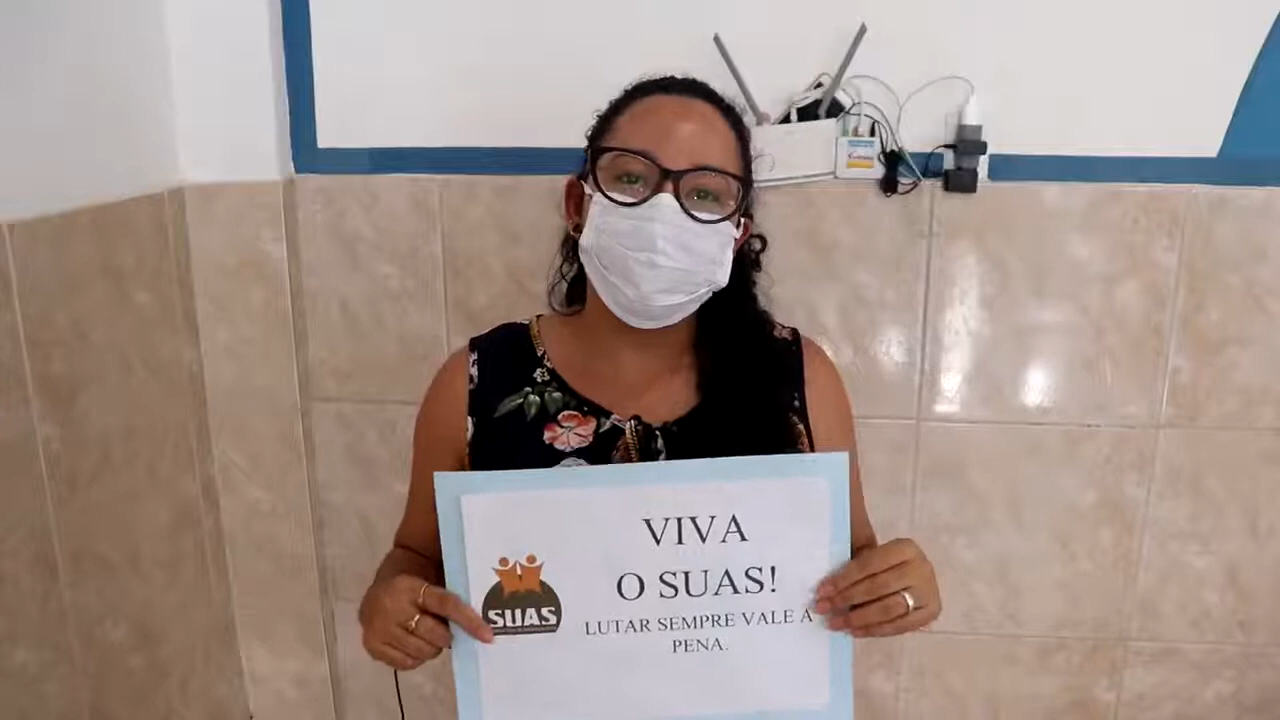 VIVA
O SUAS!
LUTAR SEMPRE VALE A
PENA.
SUAS